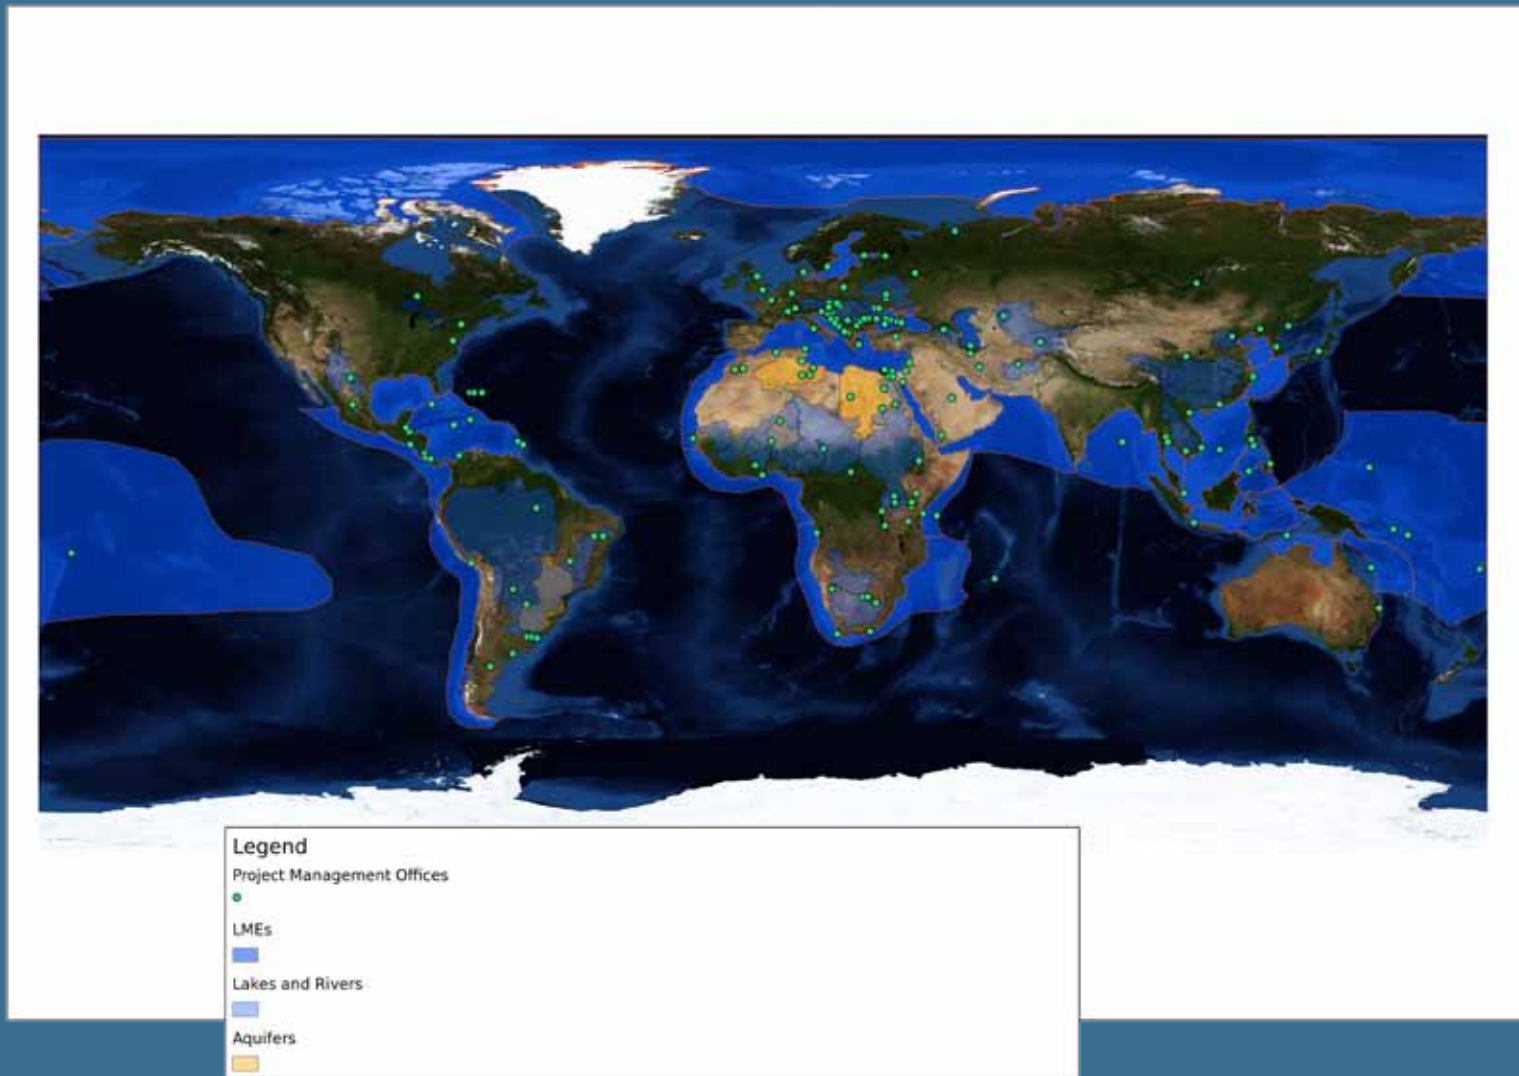 Legend
Project Management Offices
LMEs
Lakes and Rivers
Aquifers